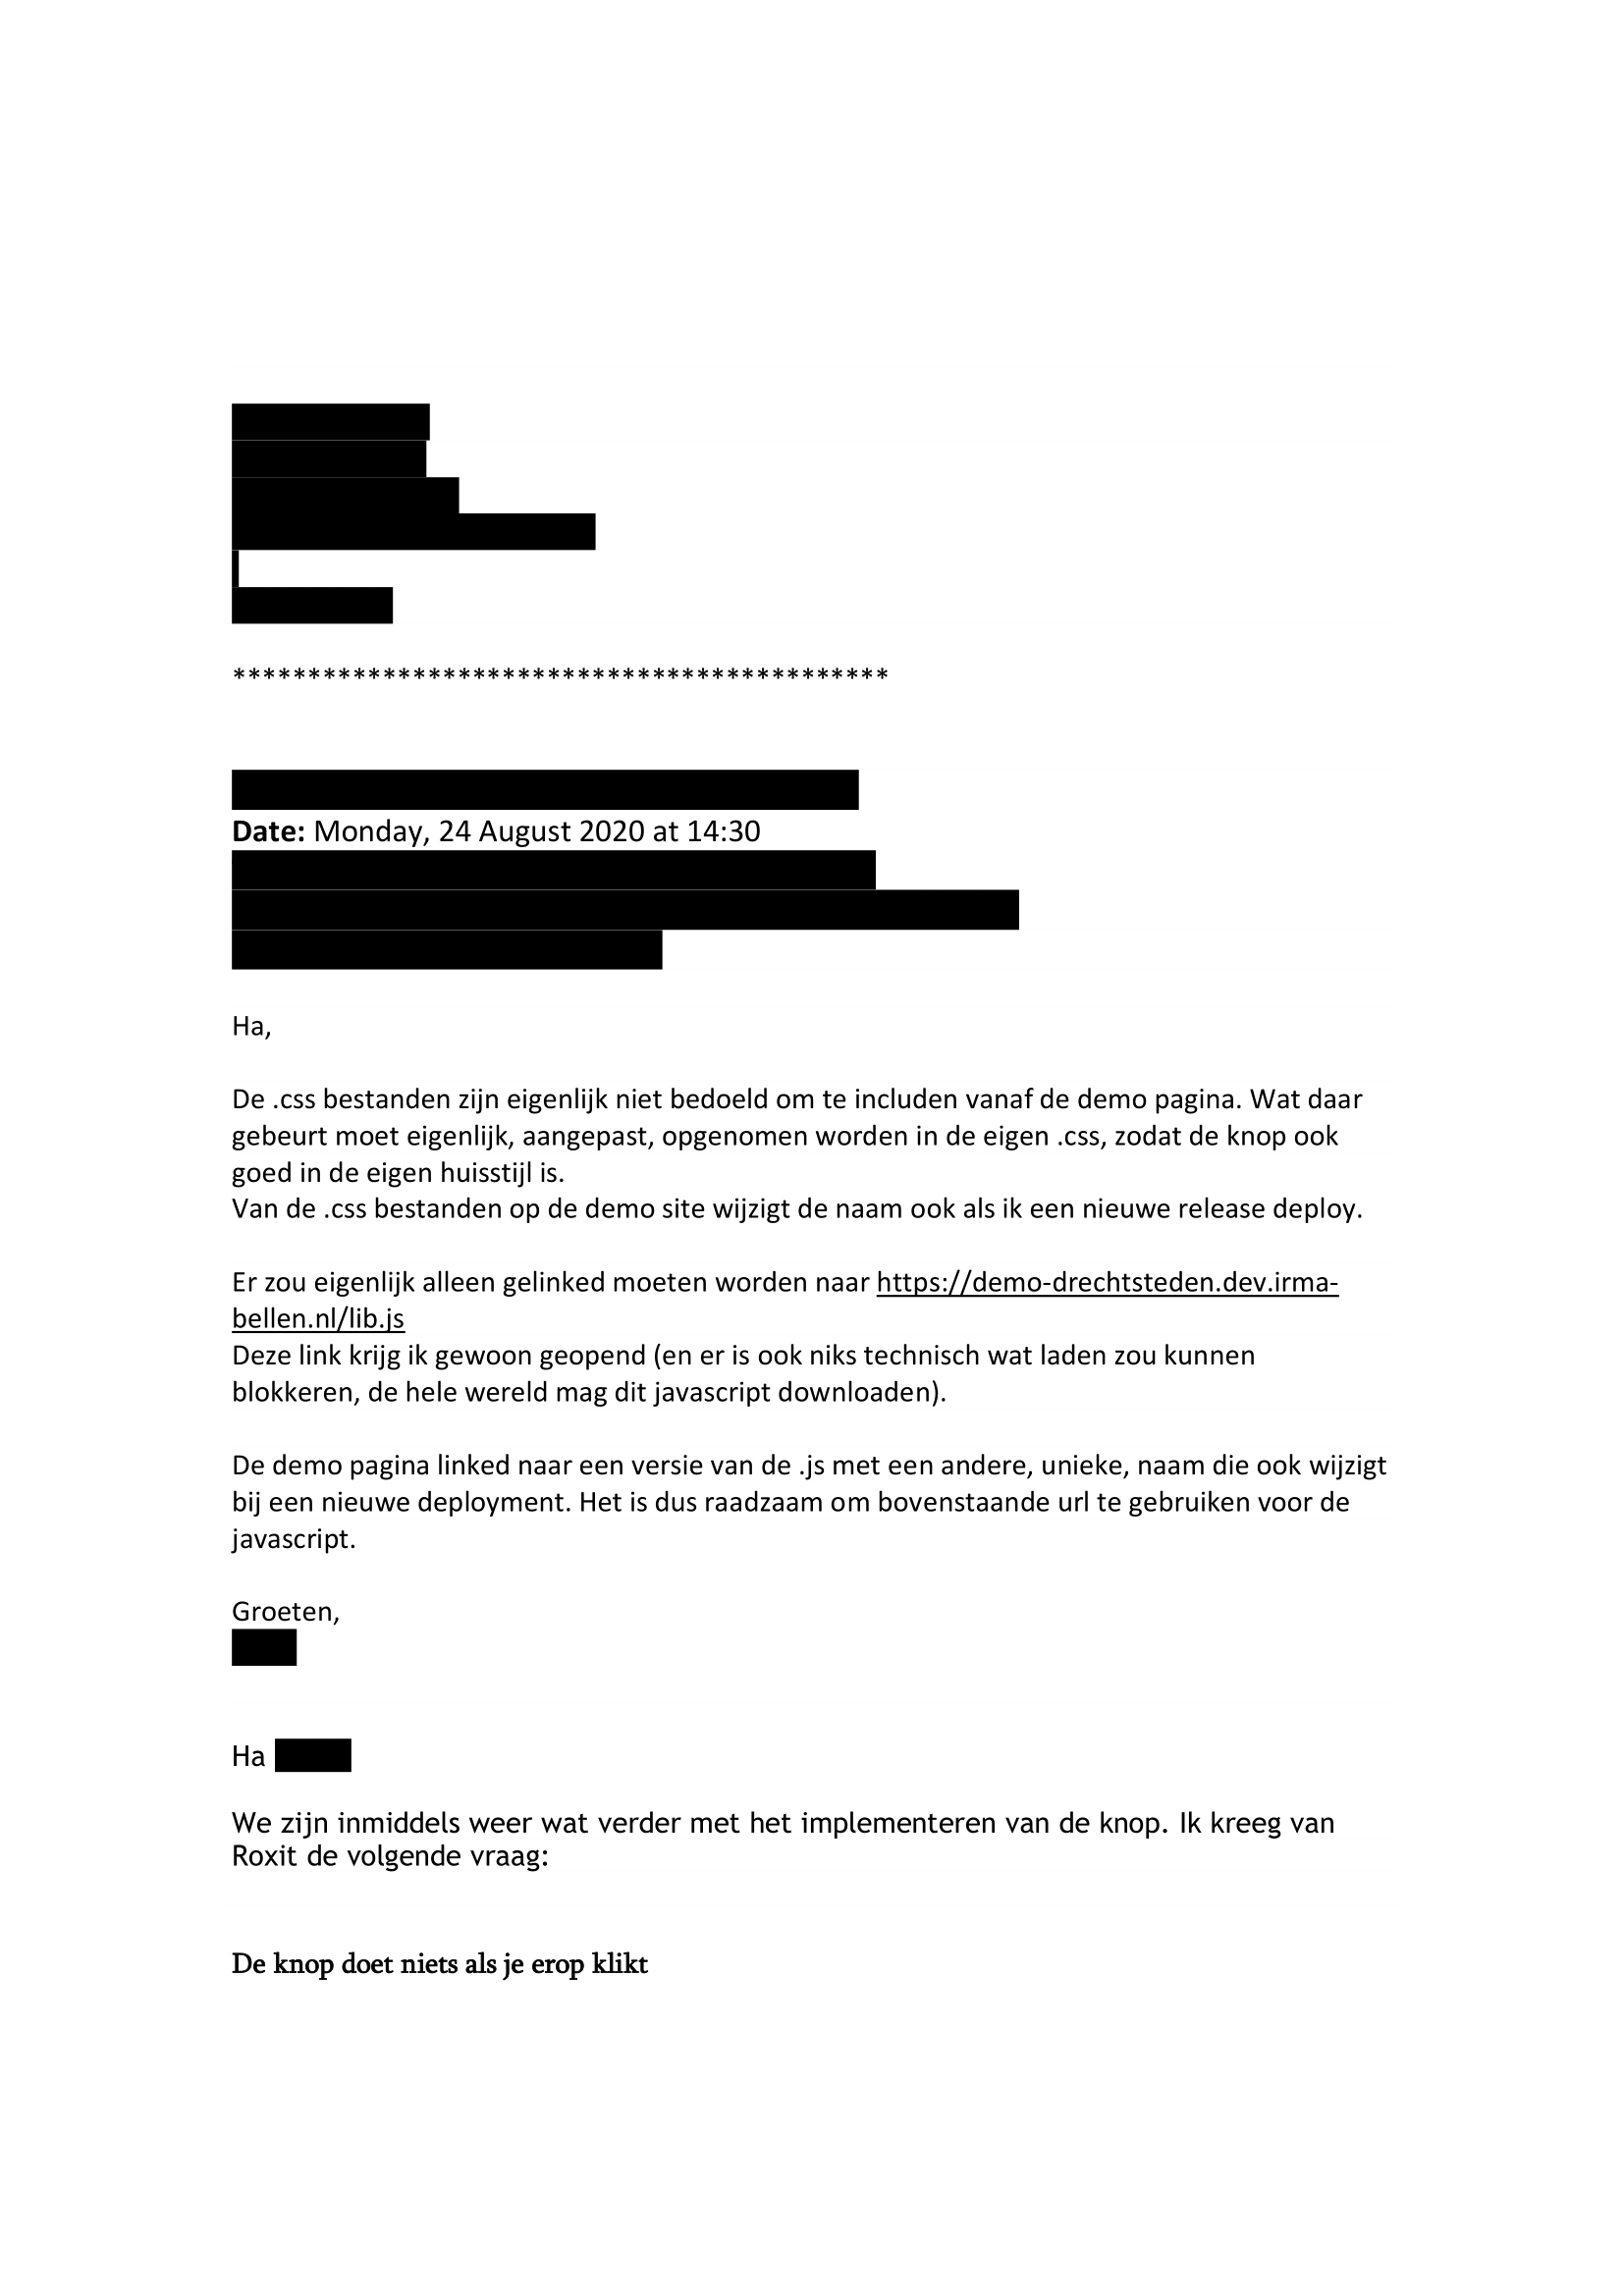 ********************************************
Date: Monday, 24 August 2020 at 14:30
Ha,
De .css bestanden zijn eigenlijk niet bedoeld om te includen vanaf de demo pagina. Wat daar
gebeurt moet eigenlijk, aangepast, opgenomen worden in de eigen .css, zodat de knop ook
goed in de eigen huisstijl is.
Van de .css bestanden op de demo site wijzigt de naam ook als ik een nieuwe release deploy.
Er zou eigenlijk alleen gelinked moeten worden naar https://demo-drechtsteden.dev.irma-
bellen.nl/lib.js
Deze link krijg ik gewoon geopend (en er is ook niks technisch wat laden zou kunnen
blokkeren, de hele wereld mag dit javascript downloaden).
De demo pagina linked naar een versie van de .js met een andere, unieke, naam die ook wijzigt
bij een nieuwe deployment. Het is dus raadzaam om bovenstaande url te gebruiken voor de
javascript.
Groeten,
Ha
We zijn inmiddels weer wat verder met het implementeren van de knop. Ik kreeg van
Roxit de volgende vraag:
De knop doet niets als je erop klikt